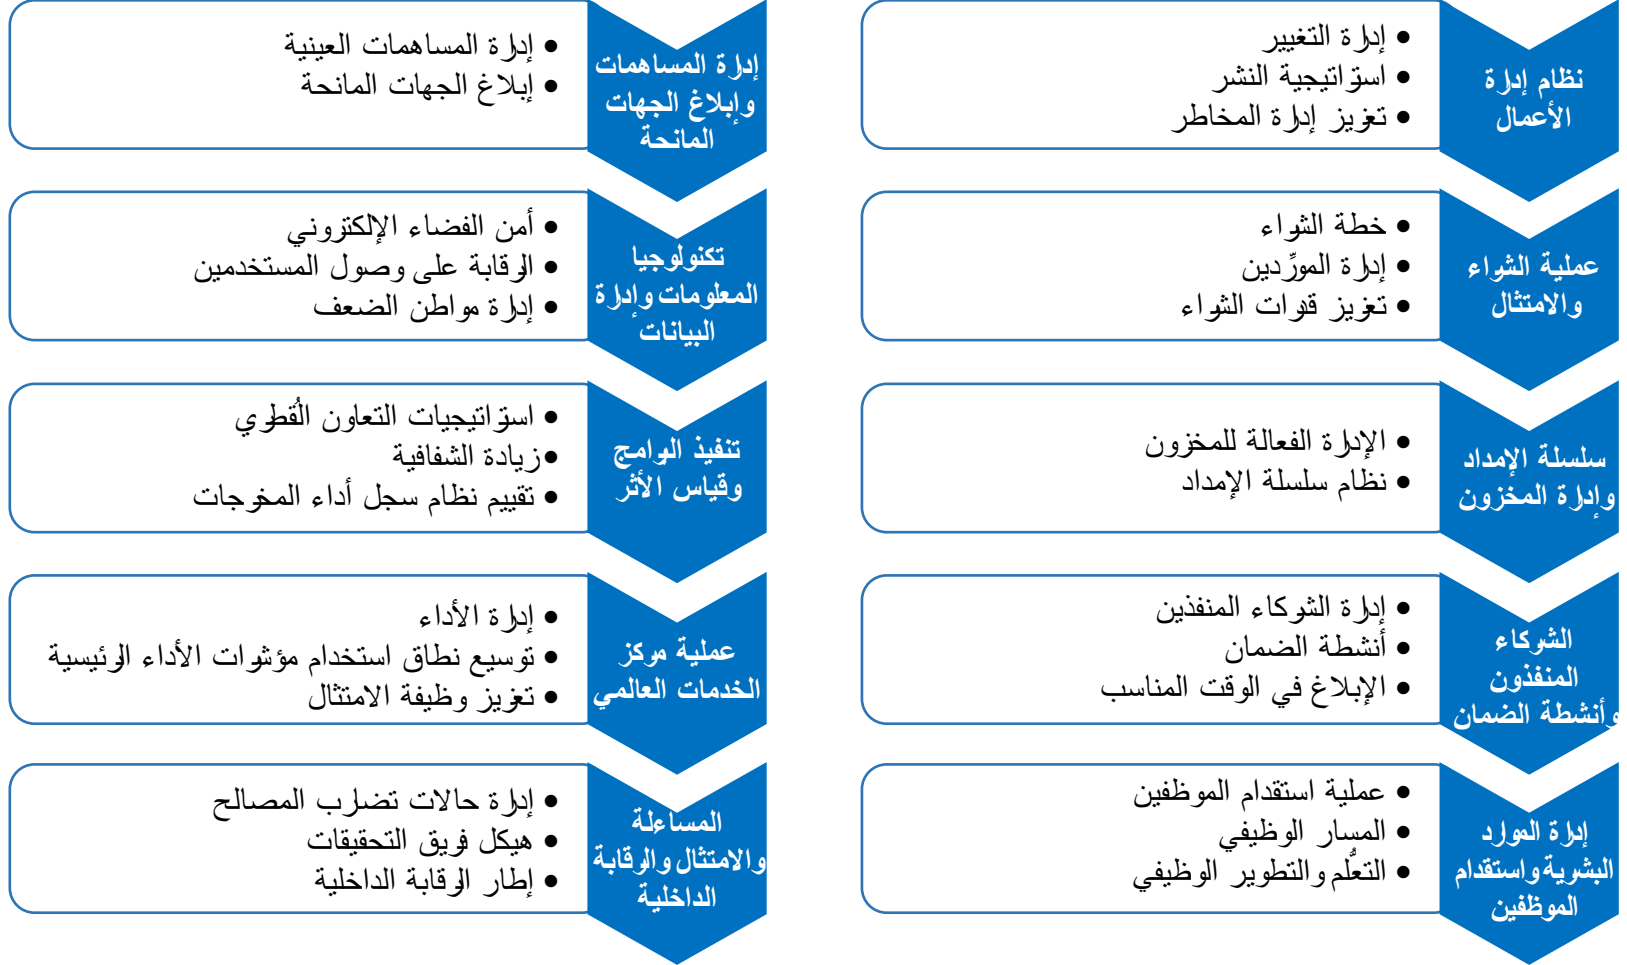 نظام إدارة
الأعمال
• إدارة التغيير
• استراتيجية النشر
• تعزيز إدارة المخاطر
عملية الشراء
والامتثال
• خطة الشراء
• إدارة المورِّدين
• تعزيز قدرات الشراء
سلسلة الإمداد
وإدارة المخزون
• الإدارة الفعالة للمخزون
• نظام سلسلة الإمداد
الشركاء
المنفذون
وأنشطة الضمان
• إدارة الشركاء المنفذين
• أنشطة الضمان
• الإبلاغ في الوقت المناسب
إدارة الموارد
البشرية واستقدام
الموظفين
• عملية استقدام الموظفين
• المسار الوظيفي
• التعلُّم والتطوير الوظيفي
إدارة المساهمات
وإبلاغ الجهات
المانحة
• إدارة المساهمات العينية
• إبلاغ الجهات المانحة
تكنولوجيا
المعلومات وإدارة
البيانات
• أمن الفضاء الإلكتروني
• الرقابة على وصول المستخدمين
• إدارة مواطن الضعف
تنفيذ البرامج
وقياس الأثر
• استراتيجيات التعاون القُطري
• زيادة الشفافية
• تقييم نظام سجل أداء المخرجات
عملية مركز
الخدمات العالمي
• إدارة الأداء
• توسيع نطاق استخدام مؤشرات الأداء الرئيسية
• تعزيز وظيفة الامتثال
المساءلة
والامتثال والرقابة
الداخلية
• إدارة حالات تضارب المصالح
• هيكل فريق التحقيقات
• إطار الرقابة الداخلية